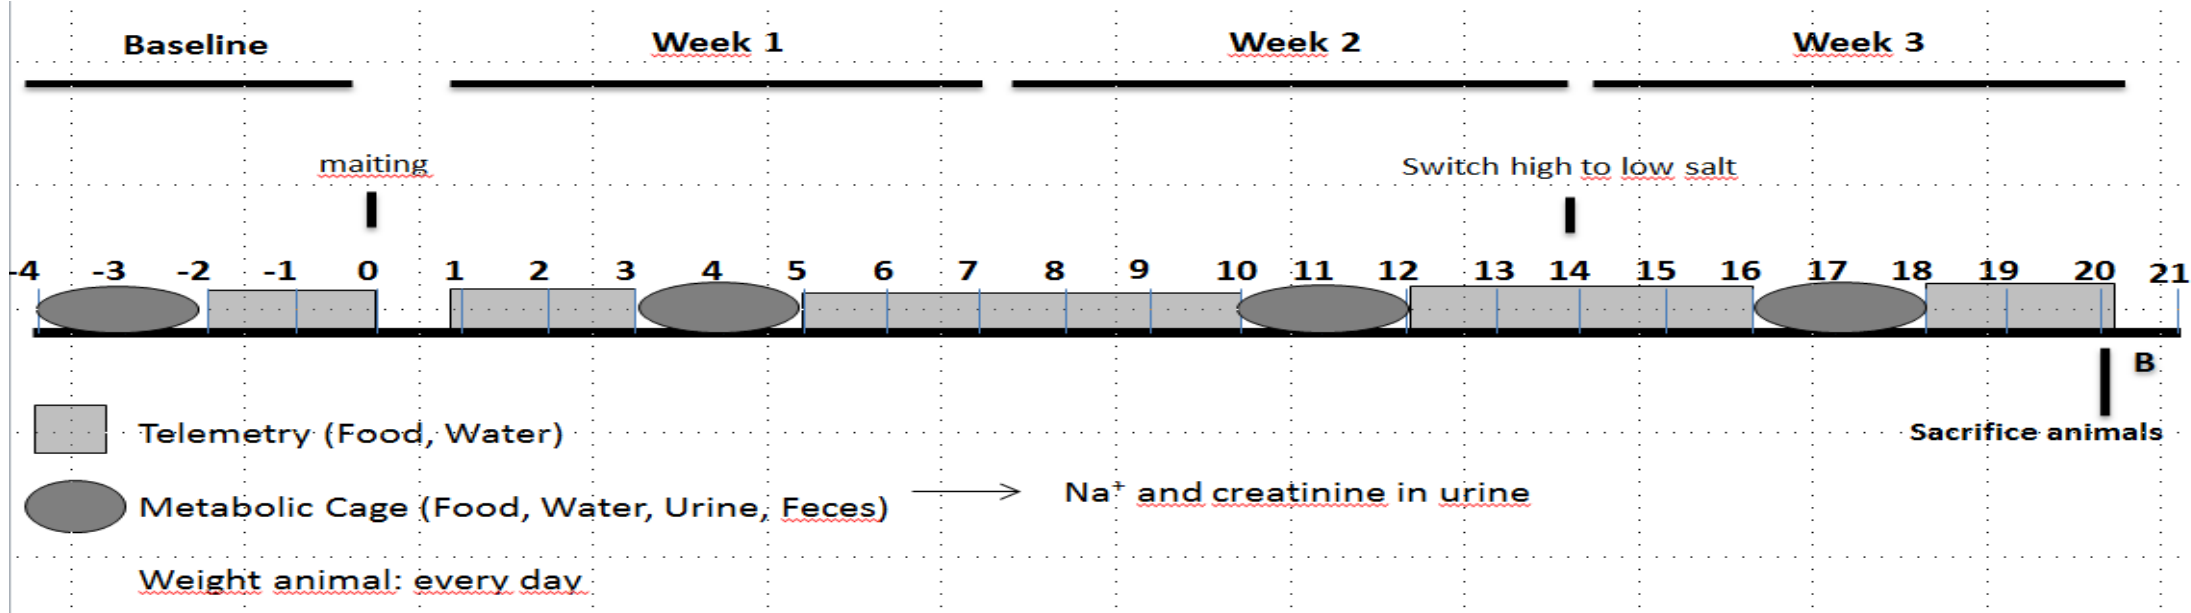 Baseline
Week 1
Week 2
Week 3
maiting
Switch high to low salt
-4 -3 -2 -1 0 1 2 3 4 5 6 7 8 9 10 11 12 13 14 15 16 17 18 19 20 21
B
Sacrifice animals
Telemetry (Food, Water)
Metabolic Cage (Food, Water, Urine, Feces)
Na⁺ and creatinine in urine
Weight animal: every day